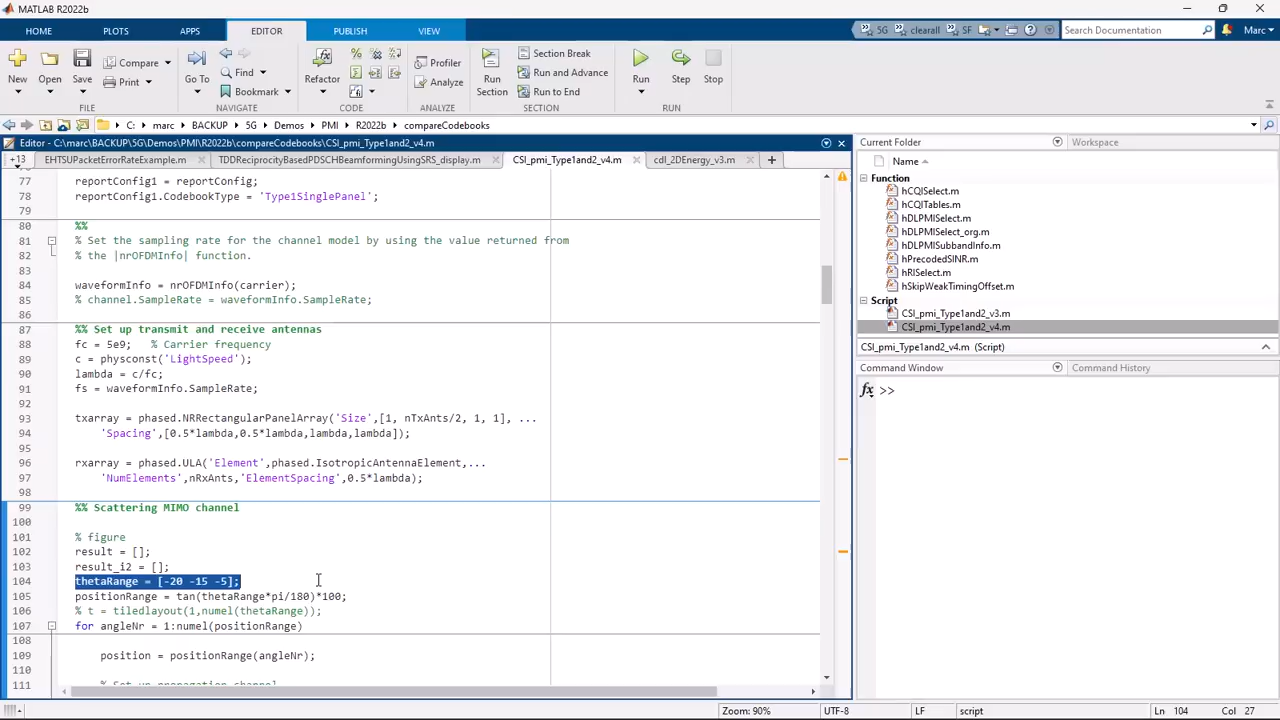 MATLAB R2022b
HOME PLOTS APPS EDITOR PUBLISH VIEW
5G clearall SF Search Documentation Marc
New Open Save Compare Print Go To Find Bookmark Refactor Profiler Analyze Run Section Section Break Run and Advance Run to End Run Step Stop
FILE NAVIGATE CODE ANALYZE SECTION RUN
C: marc BACKUP 5G Demos PMI R2022b compareCodebooks
Editor - C:\marc\BACKUP\5G\Demos\PMI\R2022b\compareCodebooks\CSI_pmi_Type1and2_v4.m
+13 EHTSUPacketErrorRateExample.m TDDReciprocityBasedPDSCHBeamformingUsingSRS_display.m CSI_pmi_Type1and2_v4.m cdl_2DEnergy_v3.m
77 reportConfig1 = reportConfig;
78 reportConfig1.CodebookType = 'Type1SinglePanel';
79
80 %%
81 % Set the sampling rate for the channel model by using the value returned from
82 % the |nrOFDMInfo| function.
83
84 waveformInfo = nrOFDMInfo(carrier);
85 % channel.SampleRate = waveformInfo.SampleRate;
86
87 %% Set up transmit and receive antennas
88 fc = 5e9; % Carrier frequency
89 c = physconst('LightSpeed');
90 lambda = c/fc;
91 fs = waveformInfo.SampleRate;
92
93 txarray = phased.NRRectangularPanelArray('Size',[1, nTxAnts/2, 1, 1], ...
94 'Spacing',[0.5*lambda,0.5*lambda,lambda,lambda]);
95
96 rxarray = phased.ULA('Element',phased.IsotropicAntennaElement,...
97 'NumElements',nRxAnts,'ElementSpacing',0.5*lambda);
98
99 %% Scattering MIMO channel
100
101 % figure
102 result = [];
103 result_i2 = [];
104 thetaRange = [-20 -15 -5];
105 positionRange = tan(thetaRange*pi/180)*100;
106 % t = tiledlayout(1,numel(thetaRange));
107 for angleNr = 1:numel(positionRange)
108
109 position = positionRange(angleNr);
110
111 % Set up propagation channel
Current Folder Workspace
Name
Function
hCQISelect.m
hCQITables.m
hDLPMISelect.m
hDLPMISelect_org.m
hDLPMISubbandInfo.m
hPrecodedSINR.m
hRISelect.m
hSkipWeakTimingOffset.m
Script
CSI_pmi_Type1and2_v3.m
CSI_pmi_Type1and2_v4.m
CSI_pmi_Type1and2_v4.m (Script)
Command Window Command History
fx >>
Zoom: 90% UTF-8 LF script Ln 104 Col 27